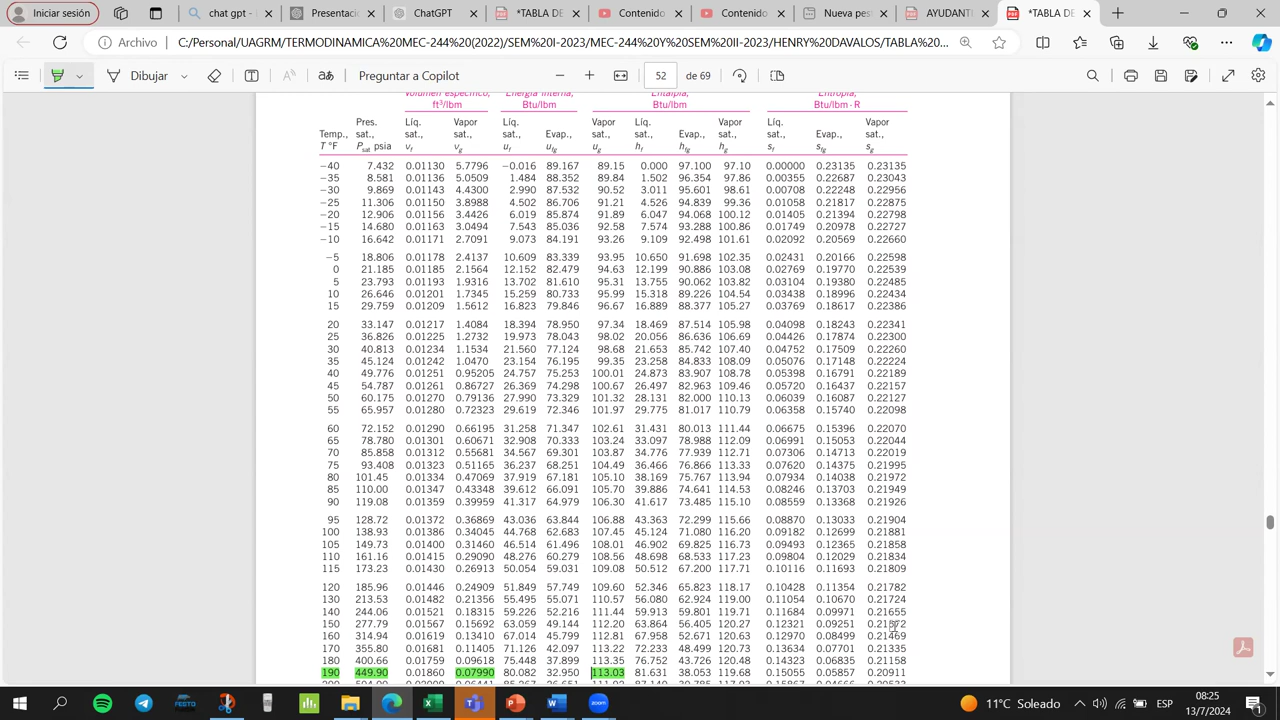 Iniciar sesión
chat gpt -
Presentacio
ChatGPT
*TABLA DE
Contenido
Contenido
Nueva pest
AYUDANTO
*TABLA DE
Archivo
C:/Personal/UAGRM/TERMODINAMICA%20MEC-244%20(2022)/SEM%20I-2023/MEC-244%20Y%20SEM%20II-2023/HENRY%20DAVALOS/TABLA%20...
Dibujar
Preguntar a Copilot
52 de 69
Volumen específico, Energía interna, Entalpía, Entropía,
ft³/lbm Btu/lbm Btu/lbm Btu/lbm · R
Pres. Líq. Vapor Líq. Vapor Líq. Vapor Líq. Vapor
Temp., sat., sat., sat., sat., Evap., sat., sat., Evap., sat., sat., Evap., sat.,
T °F Psat psia vf vg uf ufg ug hf hfg hg sf sfg sg
−40 7.432 0.01130 5.7796 −0.016 89.167 89.15 0.000 97.100 97.10 0.00000 0.23135 0.23135
−35 8.581 0.01136 5.0509 1.484 88.352 89.84 1.502 96.354 97.86 0.00355 0.22687 0.23043
−30 9.869 0.01143 4.4300 2.990 87.532 90.52 3.011 95.601 98.61 0.00708 0.22248 0.22956
−25 11.306 0.01150 3.8988 4.502 86.706 91.21 4.526 94.839 99.36 0.01058 0.21817 0.22875
−20 12.906 0.01156 3.4426 6.019 85.874 91.89 6.047 94.068 100.12 0.01405 0.21394 0.22798
−15 14.680 0.01163 3.0494 7.543 85.036 92.58 7.574 93.288 100.86 0.01749 0.20978 0.22727
−10 16.642 0.01171 2.7091 9.073 84.191 93.26 9.109 92.498 101.61 0.02092 0.20569 0.22660
−5 18.806 0.01178 2.4137 10.609 83.339 93.95 10.650 91.698 102.35 0.02431 0.20166 0.22598
0 21.185 0.01185 2.1564 12.152 82.479 94.63 12.199 90.886 103.08 0.02769 0.19770 0.22539
5 23.793 0.01193 1.9316 13.702 81.610 95.31 13.755 90.062 103.82 0.03104 0.19380 0.22485
10 26.646 0.01201 1.7345 15.259 80.733 95.99 15.318 89.226 104.54 0.03438 0.18996 0.22434
15 29.759 0.01209 1.5612 16.823 79.846 96.67 16.889 88.377 105.27 0.03769 0.18617 0.22386
20 33.147 0.01217 1.4084 18.394 78.950 97.34 18.469 87.514 105.98 0.04098 0.18243 0.22341
25 36.826 0.01225 1.2732 19.973 78.043 98.02 20.056 86.636 106.69 0.04426 0.17874 0.22300
30 40.813 0.01234 1.1534 21.560 77.124 98.68 21.653 85.742 107.40 0.04752 0.17509 0.22260
35 45.124 0.01242 1.0470 23.154 76.195 99.35 23.258 84.833 108.09 0.05076 0.17148 0.22224
40 49.776 0.01251 0.95205 24.757 75.253 100.01 24.873 83.907 108.78 0.05398 0.16791 0.22189
45 54.787 0.01261 0.86727 26.369 74.298 100.67 26.497 82.963 109.46 0.05720 0.16437 0.22157
50 60.175 0.01270 0.79136 27.990 73.329 101.32 28.131 82.000 110.13 0.06039 0.16087 0.22127
55 65.957 0.01280 0.72323 29.619 72.346 101.97 29.775 81.017 110.79 0.06358 0.15740 0.22098
60 72.152 0.01290 0.66195 31.258 71.347 102.61 31.431 80.013 111.44 0.06675 0.15396 0.22070
65 78.780 0.01301 0.60671 32.908 70.333 103.24 33.097 78.988 112.09 0.06991 0.15053 0.22044
70 85.858 0.01312 0.55681 34.567 69.301 103.87 34.776 77.939 112.71 0.07306 0.14713 0.22019
75 93.408 0.01323 0.51165 36.237 68.251 104.49 36.466 76.866 113.33 0.07620 0.14375 0.21995
80 101.45 0.01334 0.47069 37.919 67.181 105.10 38.169 75.767 113.94 0.07934 0.14038 0.21972
85 110.00 0.01347 0.43348 39.612 66.091 105.70 39.886 74.641 114.53 0.08246 0.13703 0.21949
90 119.08 0.01359 0.39959 41.317 64.979 106.30 41.617 73.485 115.10 0.08559 0.13368 0.21926
95 128.72 0.01372 0.36869 43.036 63.844 106.88 43.363 72.299 115.66 0.08870 0.13033 0.21904
100 138.93 0.01386 0.34045 44.768 62.683 107.45 45.124 71.080 116.20 0.09182 0.12699 0.21881
105 149.73 0.01400 0.31460 46.514 61.496 108.01 46.902 69.825 116.73 0.09493 0.12365 0.21858
110 161.16 0.01415 0.29090 48.276 60.279 108.56 48.698 68.533 117.23 0.09804 0.12029 0.21834
115 173.23 0.01430 0.26913 50.054 59.031 109.08 50.512 67.200 117.71 0.10116 0.11693 0.21809
120 185.96 0.01446 0.24909 51.849 57.749 109.60 52.346 65.823 118.17 0.10428 0.11354 0.21782
130 213.53 0.01482 0.21356 55.495 55.071 110.57 56.080 62.924 119.00 0.11054 0.10670 0.21724
140 244.06 0.01521 0.18315 59.226 52.216 111.44 59.913 59.801 119.71 0.11684 0.09971 0.21655
150 277.79 0.01567 0.15692 63.059 49.144 112.20 63.864 56.405 120.27 0.12321 0.09251
160 314.94 0.01619 0.13410 67.014 45.799 112.81 67.958 52.671 120.63 0.12970 0.08499 0.21469
170 355.80 0.01681 0.11405 71.126 42.097 113.22 72.233 48.499 120.73 0.13634 0.07701 0.21335
180 400.66 0.01759 0.09618 75.448 37.899 113.35 76.752 43.726 120.48 0.14323 0.06835 0.21158
190 449.90 0.01860 0.07990 80.082 32.950 113.03 81.631 38.053 119.68 0.15055 0.05857 0.20911
11°C Soleado
ESP
08:25
13/7/2024